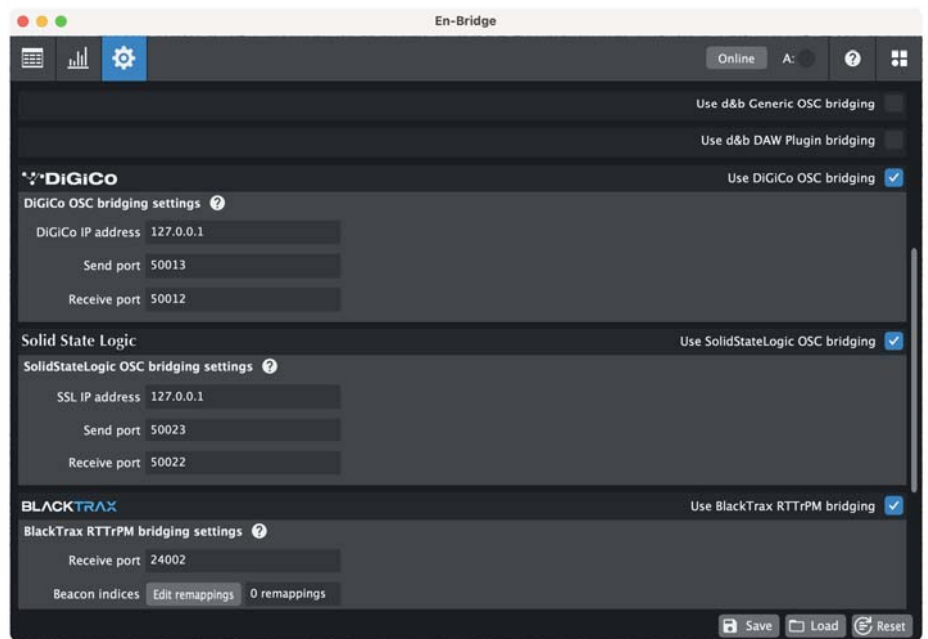 En-Bridge
Online A:
Use d&b Generic OSC bridging
Use d&b DAW Plugin bridging
DiGiCo Use DiGiCo OSC bridging
DiGiCo OSC bridging settings ?
DiGiCo IP address 127.0.0.1
Send port 50013
Receive port 50012
Solid State Logic Use SolidStateLogic OSC bridging
SolidStateLogic OSC bridging settings ?
SSL IP address 127.0.0.1
Send port 50023
Receive port 50022
BLACKTRAX Use BlackTrax RTTrPM bridging
BlackTrax RTTrPM bridging settings ?
Receive port 24002
Beacon indices Edit remappings 0 remappings
Save Load Reset